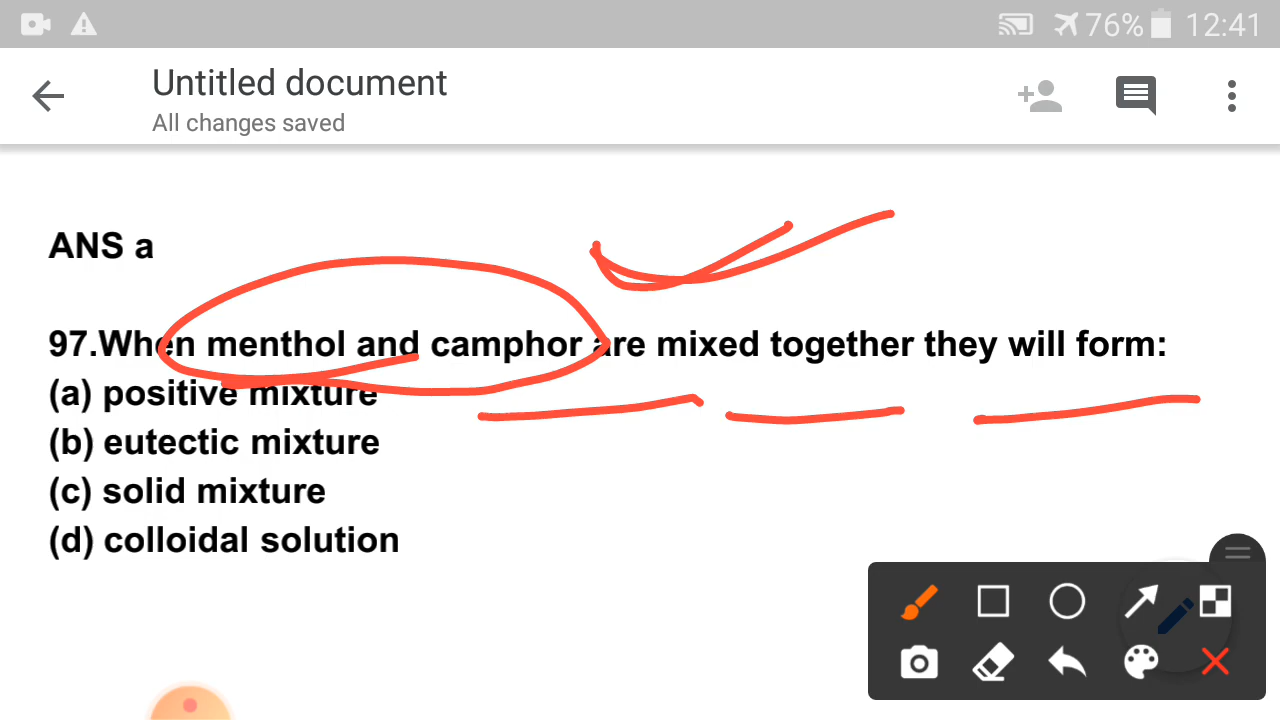 76% 12:41
Untitled document
All changes saved
ANS a
97.When menthol and camphor are mixed together they will form:
(a) positive mixture
(b) eutectic mixture
(c) solid mixture
(d) colloidal solution